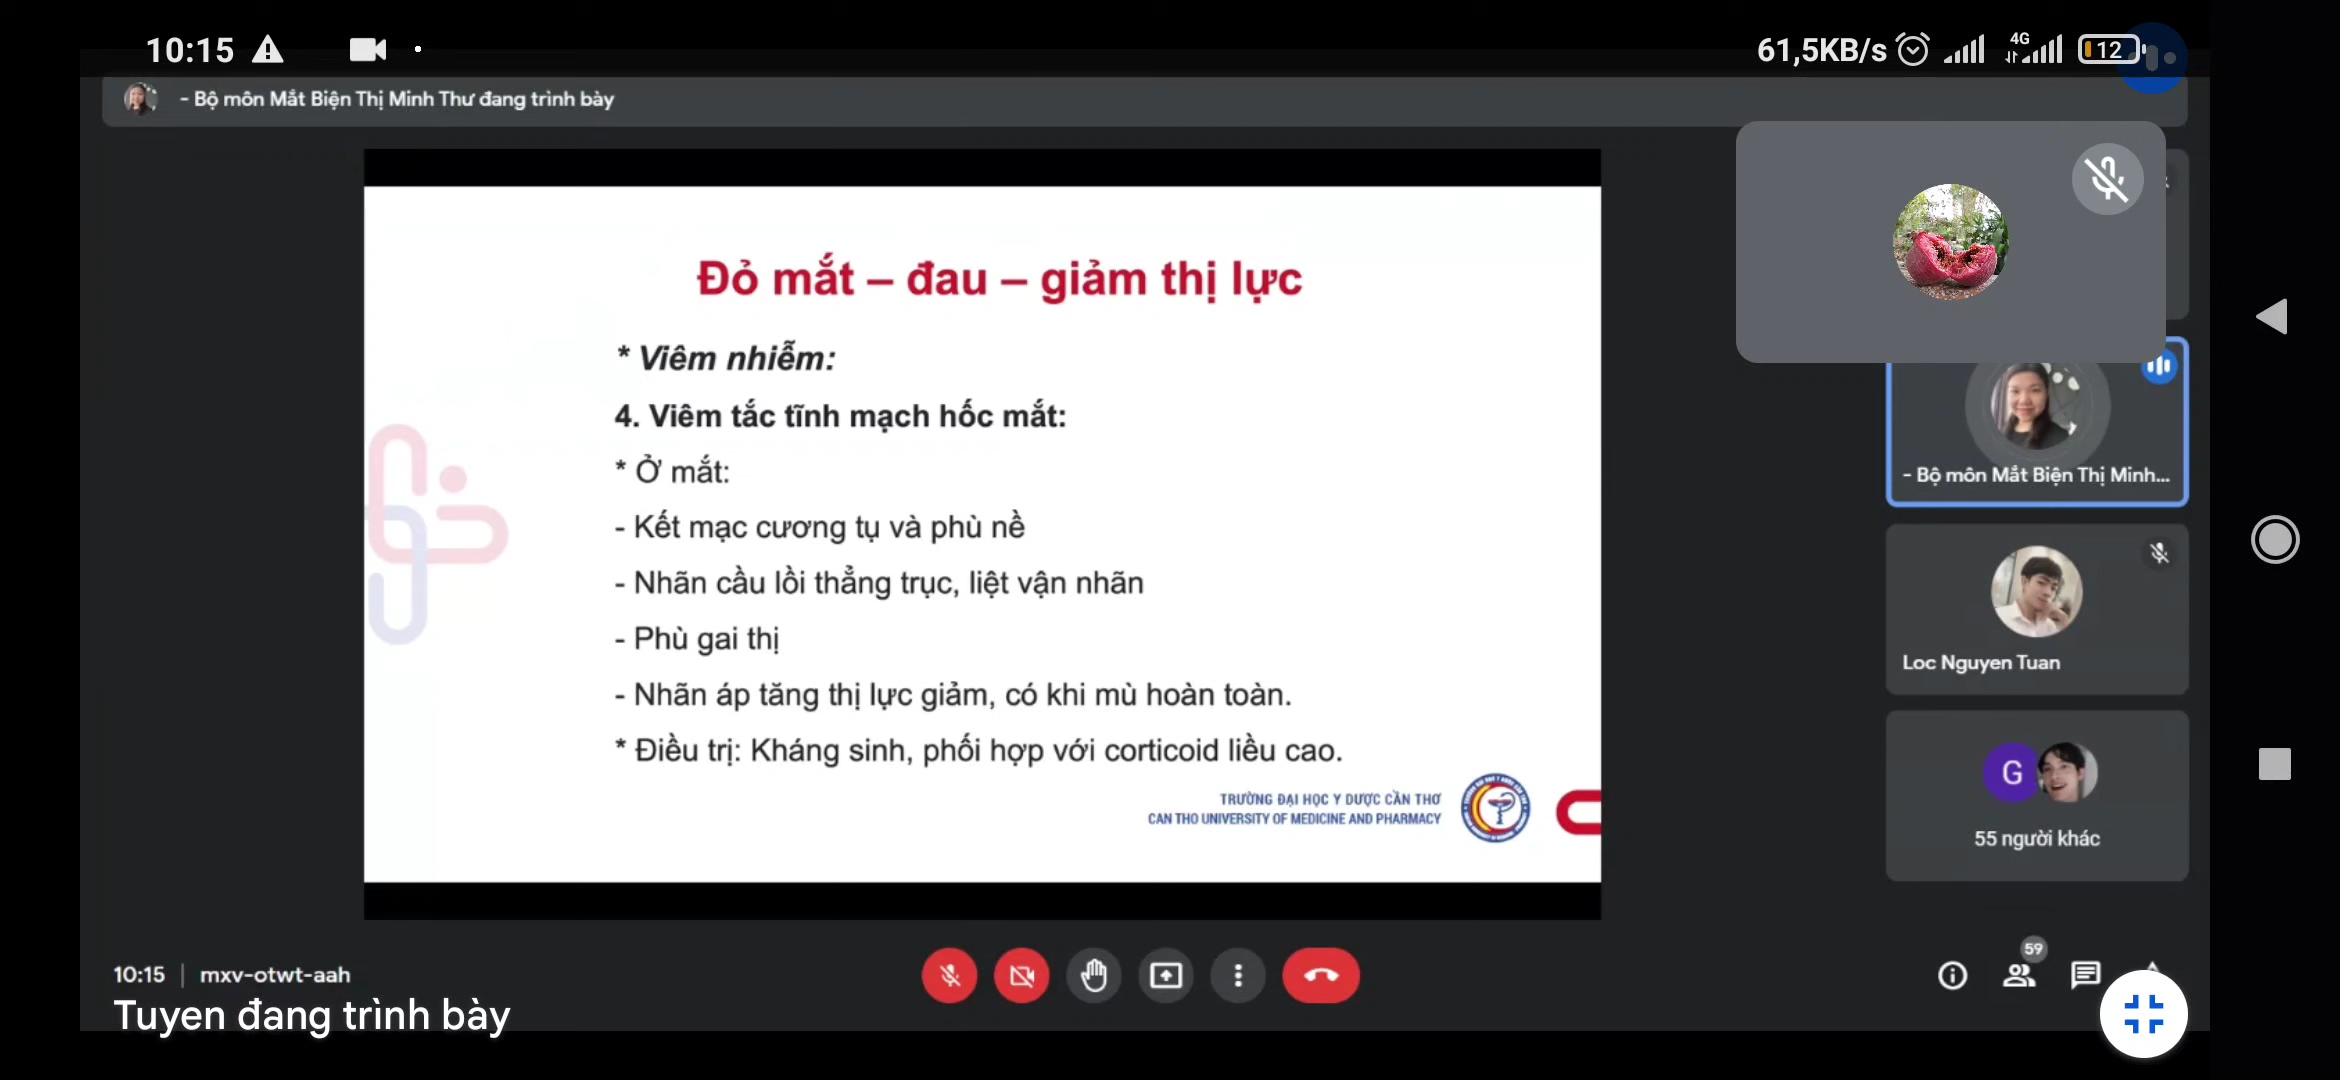 10:15
61,5KB/s
4G
12
- Bộ môn Mắt Biện Thị Minh Thư đang trình bày
Đỏ mắt – đau – giảm thị lực
* Viêm nhiễm:
4. Viêm tắc tĩnh mạch hốc mắt:
* Ở mắt:
- Kết mạc cương tụ và phù nề
- Nhãn cầu lồi thẳng trục, liệt vận nhãn
- Phù gai thị
- Nhãn áp tăng thị lực giảm, có khi mù hoàn toàn.
* Điều trị: Kháng sinh, phối hợp với corticoid liều cao.
TRƯỜNG ĐẠI HỌC Y DƯỢC CẦN THƠ
CAN THO UNIVERSITY OF MEDICINE AND PHARMACY
- Bộ môn Mắt Biện Thị Minh...
Loc Nguyen Tuan
G
55 người khác
10:15 | mxv-otwt-aah
59
Tuyen đang trình bày